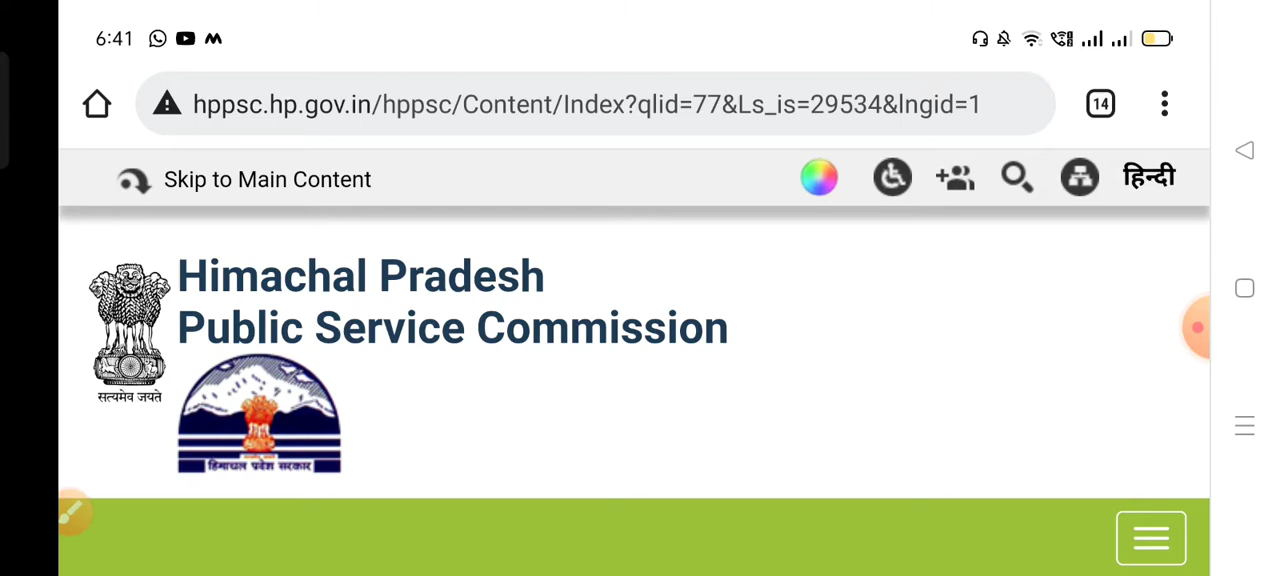 6:41
hppsc.hp.gov.in/hppsc/Content/Index?qlid=77&Ls_is=29534&lngid=1
14
Skip to Main Content
हिन्दी
Himachal Pradesh
Public Service Commission
सत्यमेव जयते
हिमाचल प्रदेश सरकार